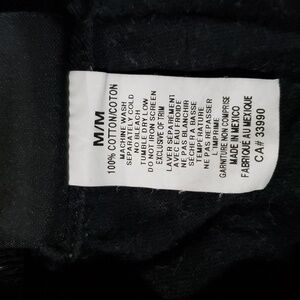 M/M
100% COTTON/COTON
MACHINE WASH
SEPARATELY COLD
NO BLEACH
TUMBLE DRY LOW
DO NOT IRON SCREEN
EXCLUSIVE OF TRIM
LAVER SEPAREMENT
AVEC EAU FROIDE
NE PAS BLANCHIR
SECHER A BASSE
TEMPERATURE
NE PAS REPASSER
L'IMPRIME
GARNITURE NON COMPRISE
MADE IN MEXICO
FABRIQUE AU MEXIQUE
CA# 33990